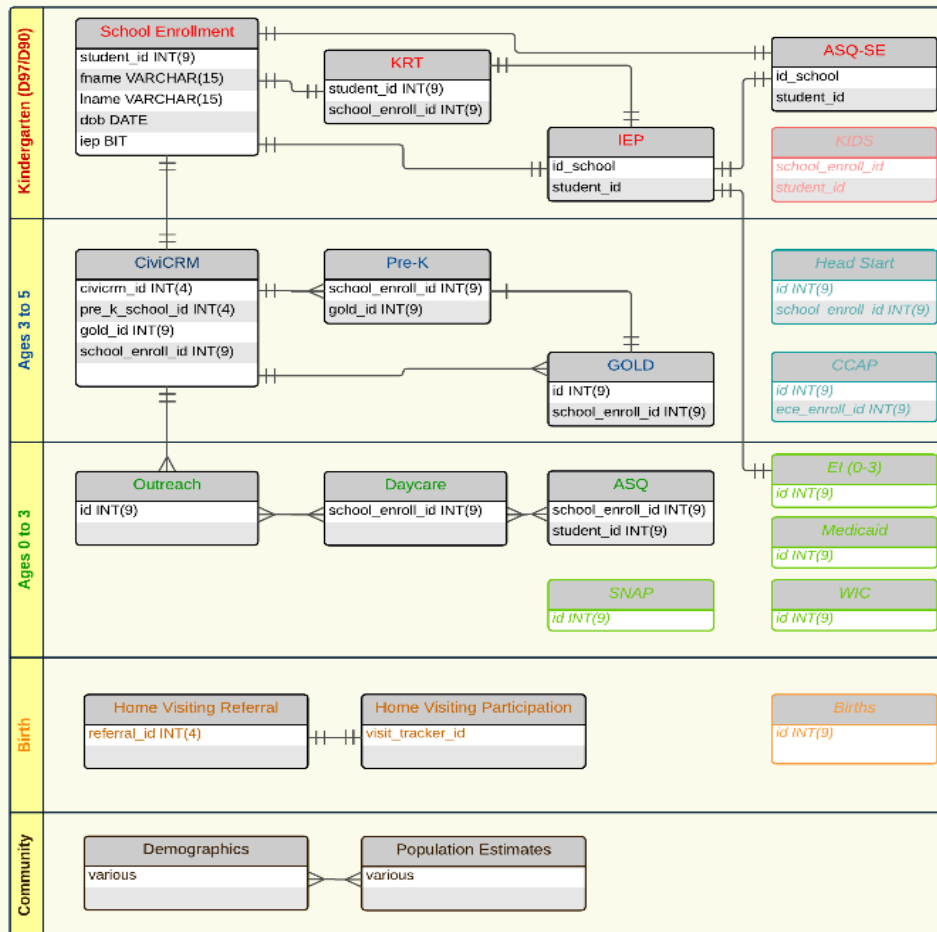 Kindergarten (D97/D90)
School Enrollment
student_id INT(9)
fname VARCHAR(15)
lname VARCHAR(15)
dob DATE
iep BIT
KRT
student_id INT(9)
school_enroll_id INT(9)
IEP
id_school
student_id
ASQ-SE
id_school
student_id
KIDS
school_enroll_id
student_id
Ages 3 to 5
CiviCRM
civicrm_id INT(4)
pre_k_school_id INT(4)
gold_id INT(9)
school_enroll_id INT(9)
Pre-K
school_enroll_id INT(9)
gold_id INT(9)
GOLD
id INT(9)
school_enroll_id INT(9)
Head Start
id INT(9)
school_enroll_id INT(9)
CCAP
id INT(9)
ece_enroll_id INT(9)
Ages 0 to 3
Outreach
id INT(9)
Daycare
school_enroll_id INT(9)
ASQ
school_enroll_id INT(9)
student_id INT(9)
EI (0-3)
id INT(9)
Medicaid
id INT(9)
SNAP
id INT(9)
WIC
id INT(9)
Birth
Home Visiting Referral
referral_id INT(4)
Home Visiting Participation
visit_tracker_id
Births
id INT(9)
Community
Demographics
various
Population Estimates
various